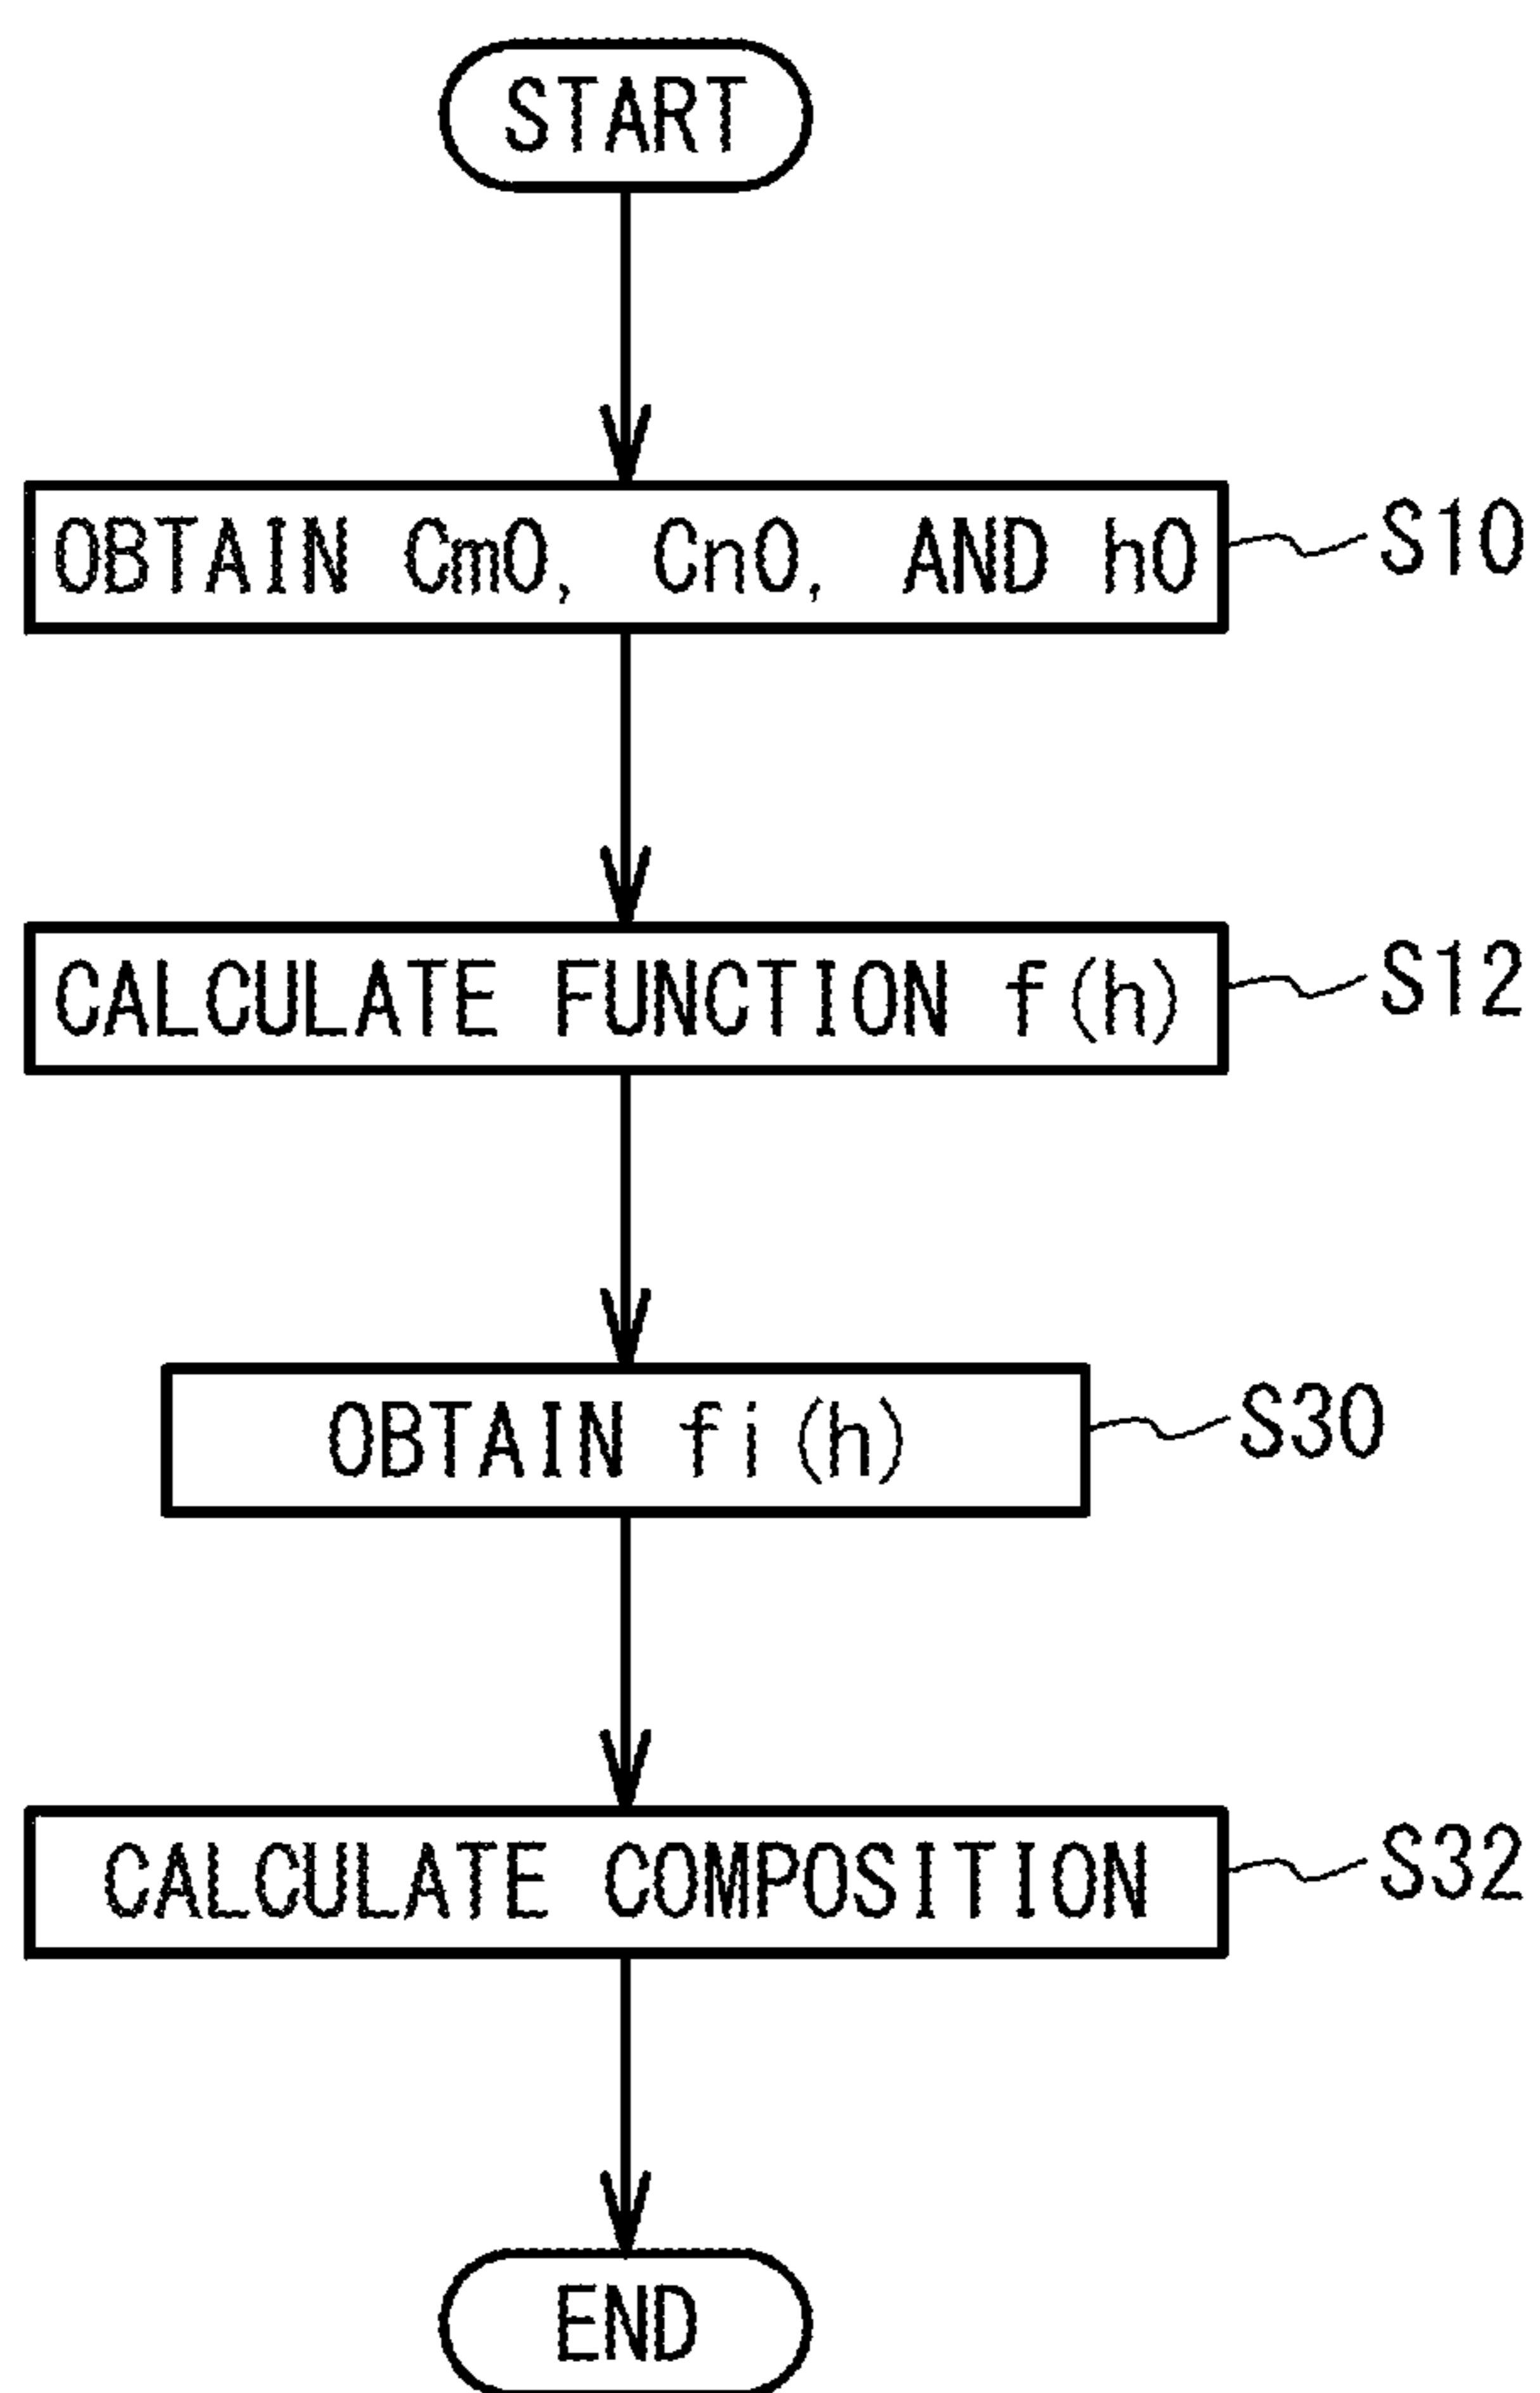 START
OBTAIN Cm0, Cn0, AND h0 S10
CALCULATE FUNCTION f(h) S12
OBTAIN fi(h) S30
CALCULATE COMPOSITION S32
END